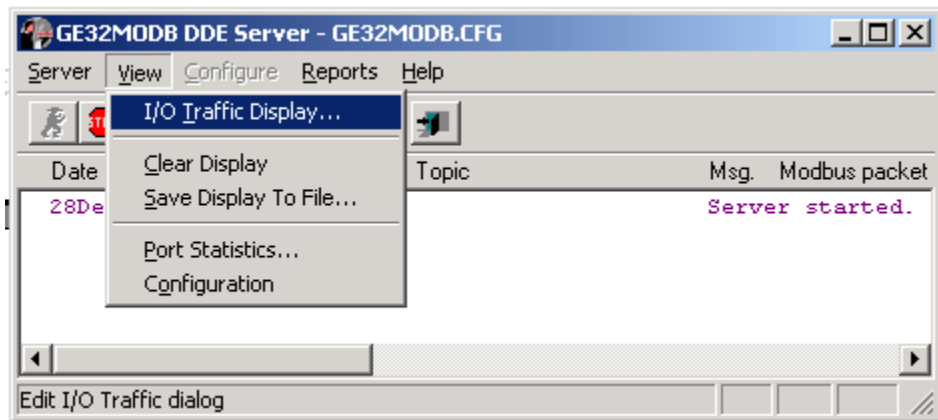 GE32MODB DDE Server - GE32MODB.CFG
Server View Configure Reports Help
I/O Traffic Display...
Date Topic Msg. Modbus packet
Clear Display
28De Server started.
Save Display To File...
Port Statistics...
Configuration
Edit I/O Traffic dialog